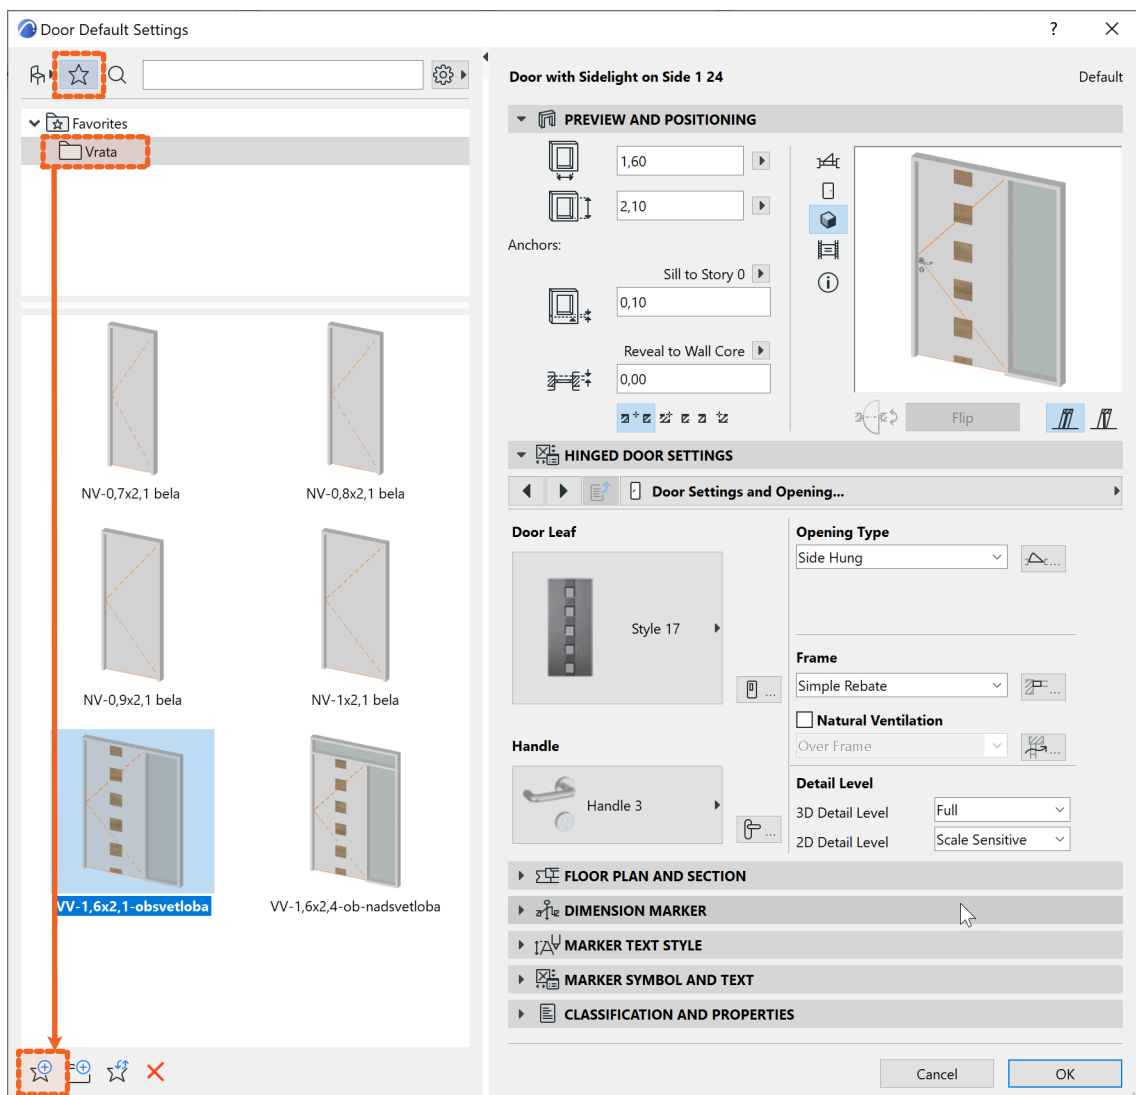 Door Default Settings
?
Favorites
Vrata
NV-0,7x2,1 bela
NV-0,8x2,1 bela
NV-0,9x2,1 bela
NV-1x2,1 bela
VV-1,6x2,1-obsvetloba
VV-1,6x2,4-ob-nadsvetloba
Door with Sidelight on Side 1 24
Default
PREVIEW AND POSITIONING
1,60
2,10
Anchors:
Sill to Story 0
0,10
Reveal to Wall Core
0,00
Flip
HINGED DOOR SETTINGS
Door Settings and Opening...
Door Leaf
Style 17
...
Handle
Handle 3
...
Opening Type
Side Hung
...
Frame
Simple Rebate
...
Natural Ventilation
Over Frame
...
Detail Level
3D Detail Level
Full
2D Detail Level
Scale Sensitive
FLOOR PLAN AND SECTION
DIMENSION MARKER
MARKER TEXT STYLE
MARKER SYMBOL AND TEXT
CLASSIFICATION AND PROPERTIES
Cancel
OK